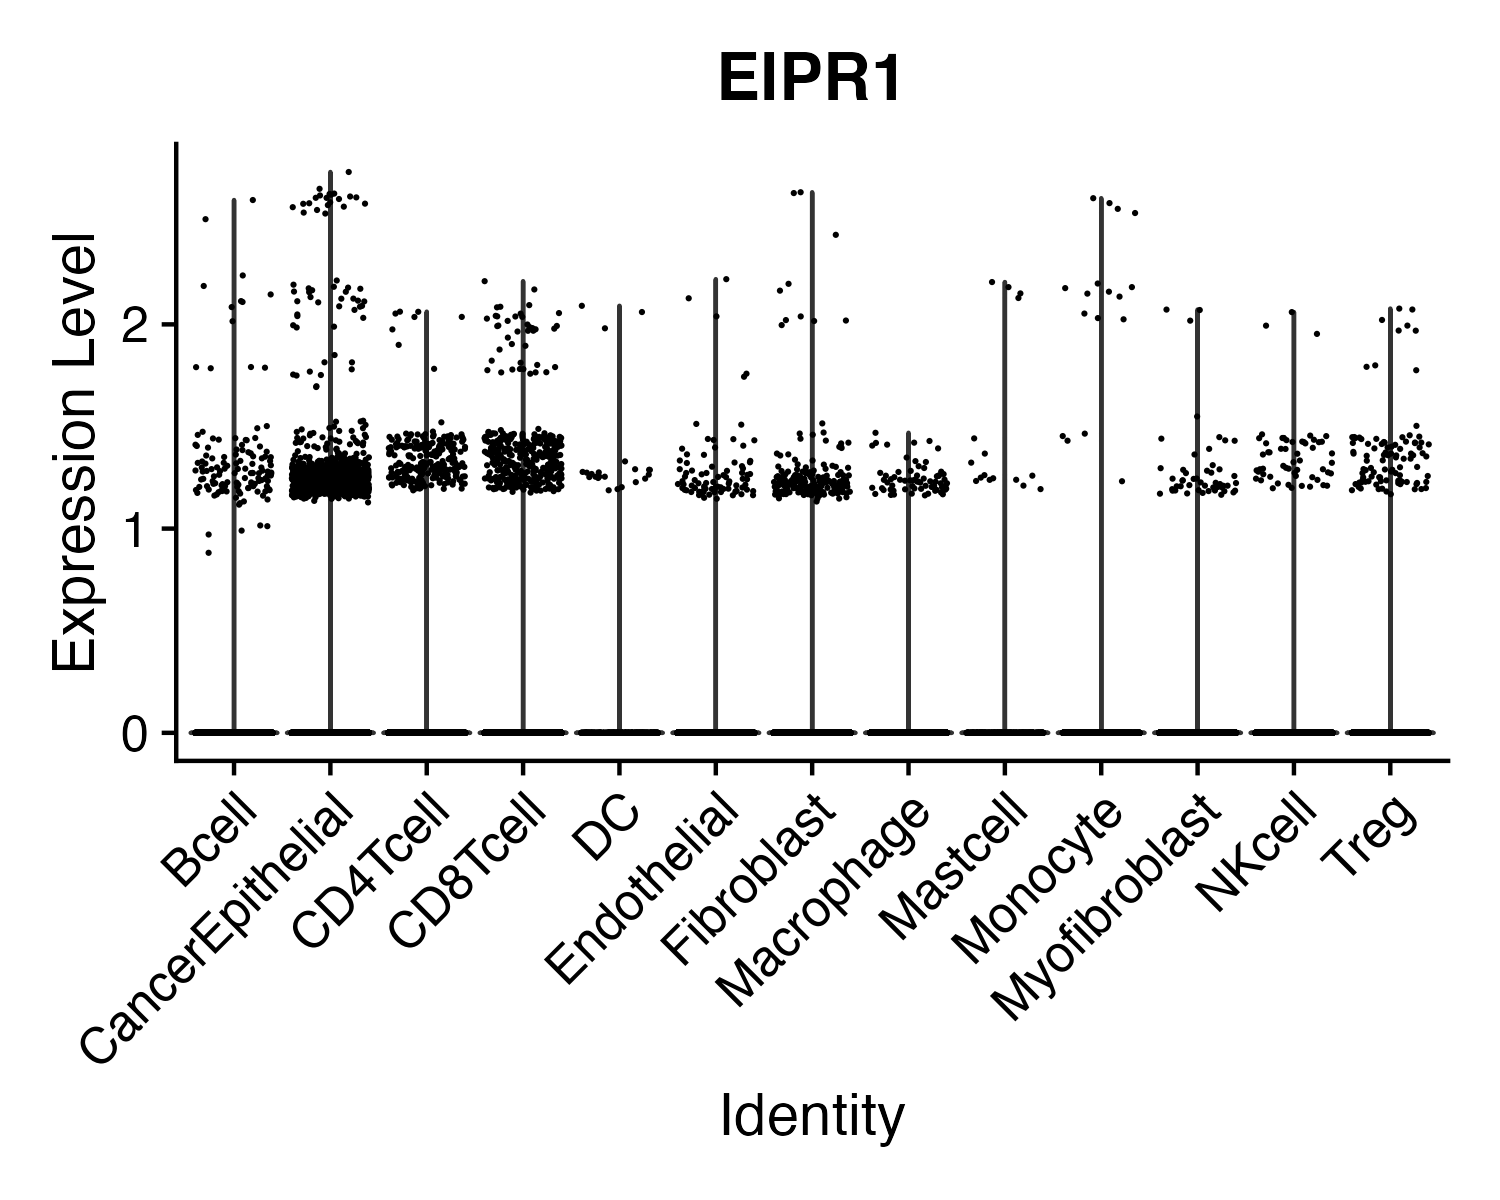 EIPR1
Expression Level
2
1
0
Bcell
CancerEpithelial
CD4Tcell
CD8Tcell
DC
Endothelial
Fibroblast
Macrophage
Mastcell
Monocyte
Myofibroblast
NKcell
Treg
Identity